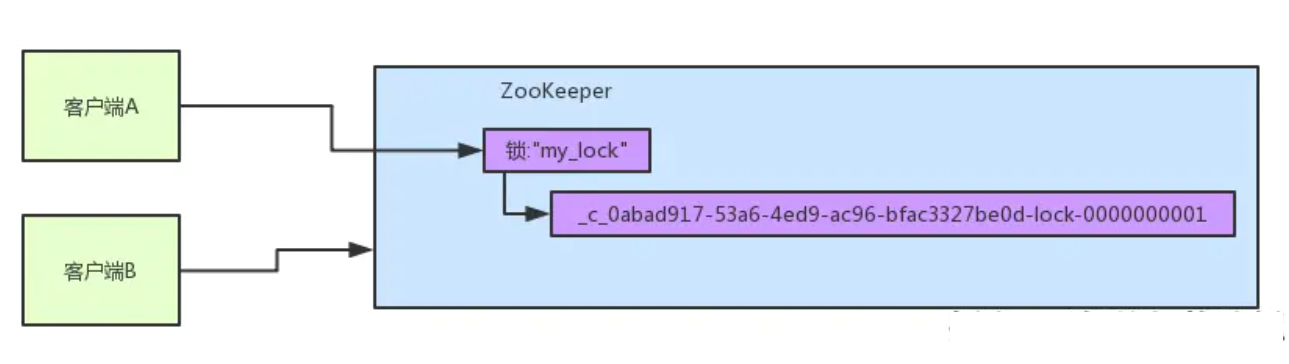 ZooKeeper
客户端A
锁:"my_lock"
_c_0abad917-53a6-4ed9-ac96-bfac3327be0d-lock-0000000001
客户端B